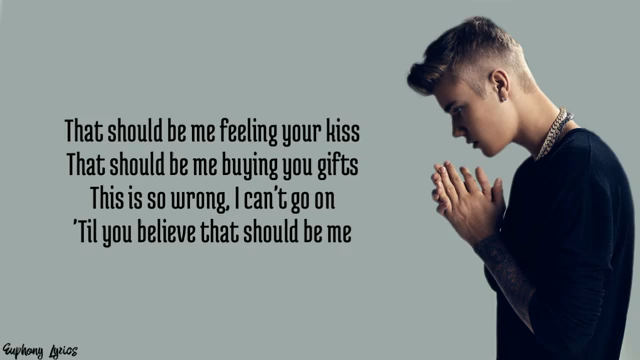 That should be me feeling your kiss
That should be me buying you gifts
This is so wrong, I can't go on
'Til you believe that should be me
Euphony Lyrics